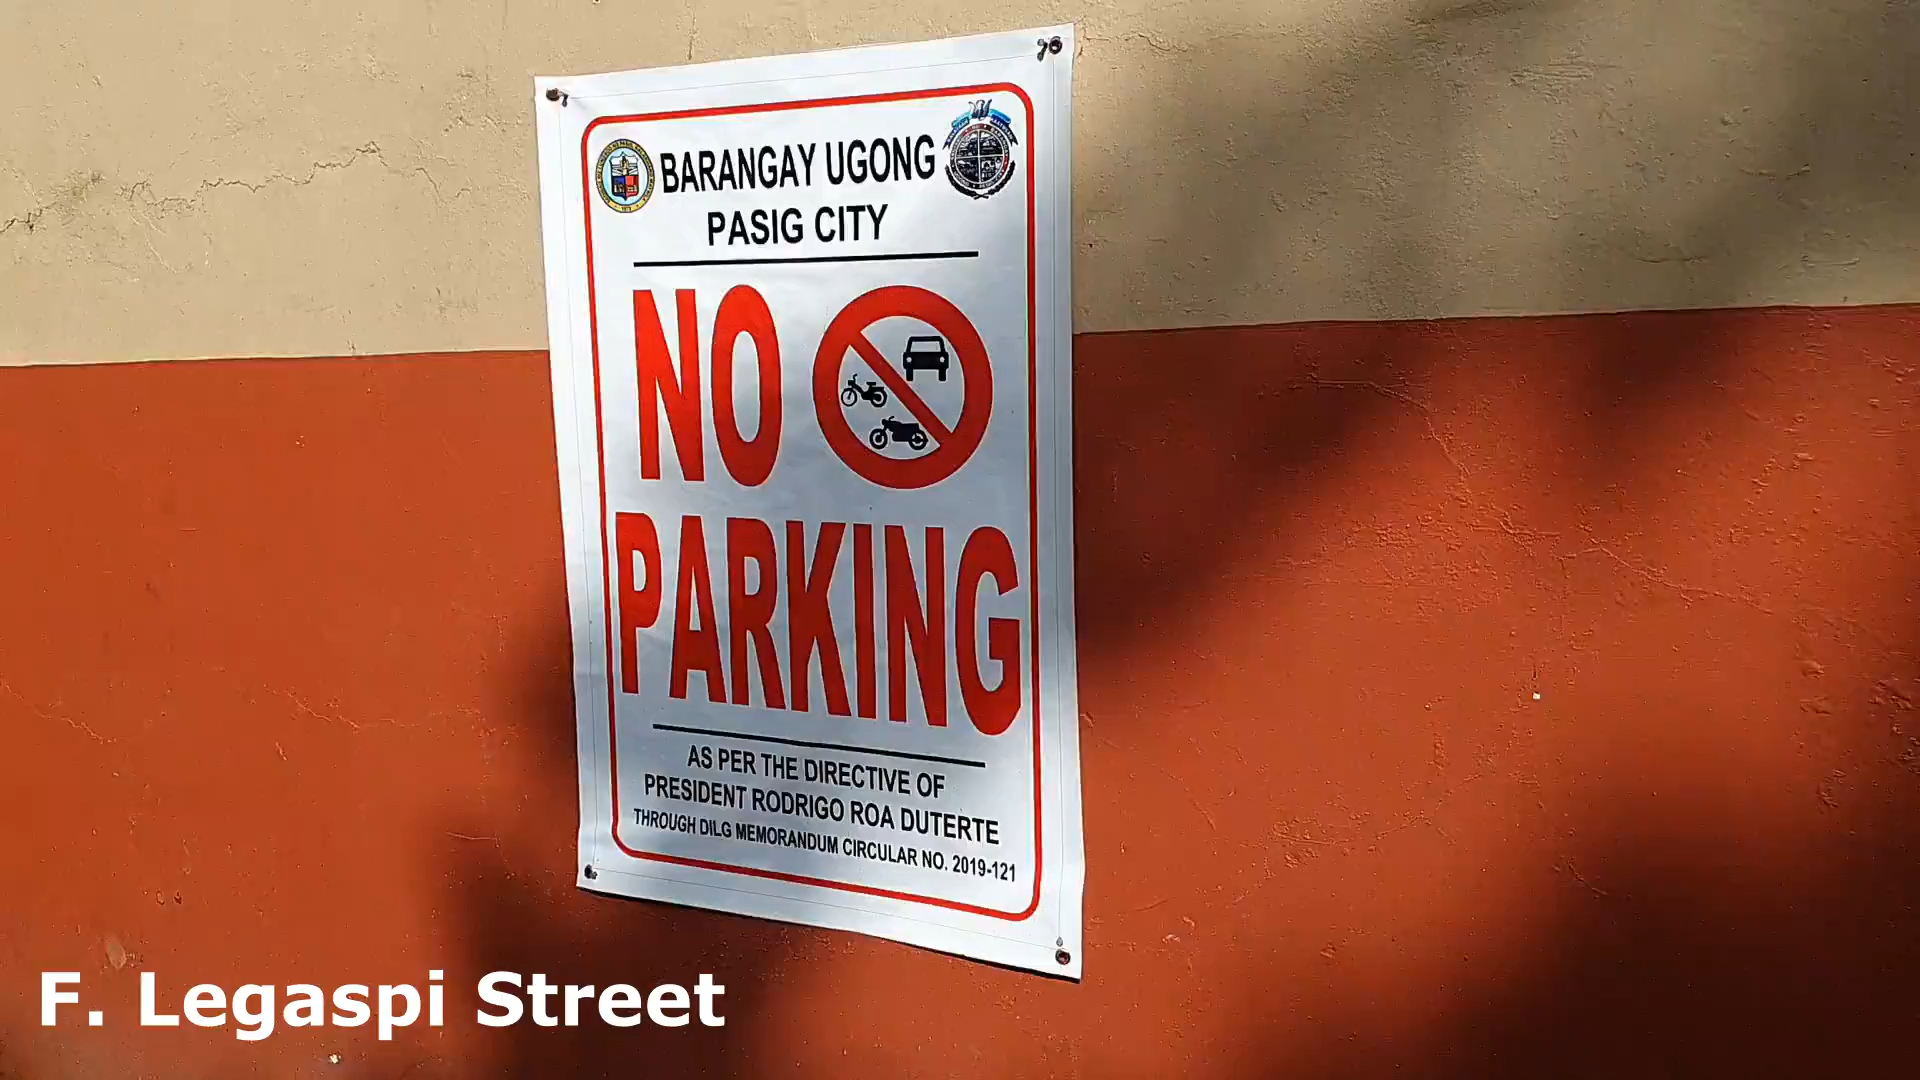 BARANGAY UGONG
PASIG CITY
NO
PARKING
AS PER THE DIRECTIVE OF
PRESIDENT RODRIGO ROA DUTERTE
THROUGH DILG MEMORANDUM CIRCULAR NO. 2019-121
F. Legaspi Street